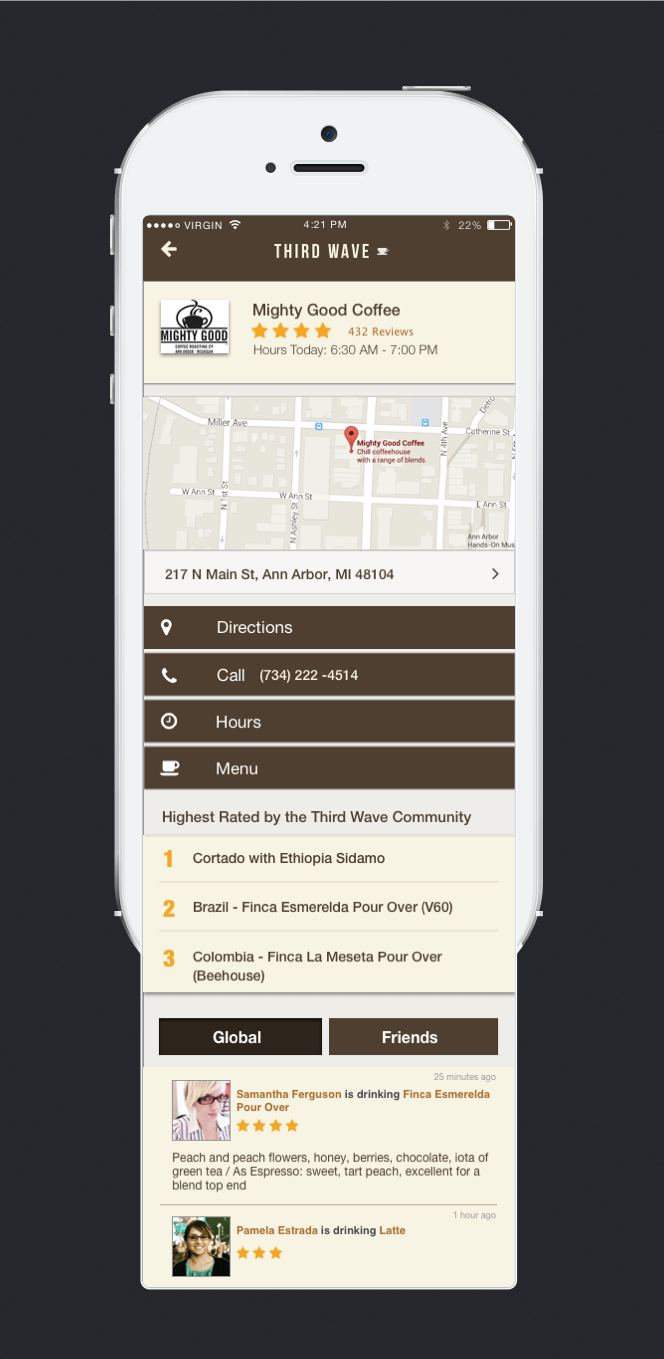 VIRGIN 4:21 PM 22%
THIRD WAVE
Mighty Good Coffee
MIGHTY GOOD
COFFEE ROASTING CO
ANN ARBOR · MICHIGAN
432 Reviews
Hours Today: 6:30 AM - 7:00 PM
Detro
Miller Ave
Catherine St
N 4th Ave
N 5th A
Mighty Good Coffee
Chill coffeehouse
with a range of blends
W Ann St
N 1st St
W Ann St
N Ashley St
E Ann St
Ann Arbor
Hands-On Mus
217 N Main St, Ann Arbor, MI 48104
Directions
Call (734) 222 -4514
Hours
Menu
Highest Rated by the Third Wave Community
1 Cortado with Ethiopia Sidamo
2 Brazil - Finca Esmerelda Pour Over (V60)
3 Colombia - Finca La Meseta Pour Over
(Beehouse)
Global Friends
25 minutes ago
Samantha Ferguson is drinking Finca Esmerelda
Pour Over
Peach and peach flowers, honey, berries, chocolate, iota of
green tea / As Espresso: sweet, tart peach, excellent for a
blend top end
1 hour ago
Pamela Estrada is drinking Latte